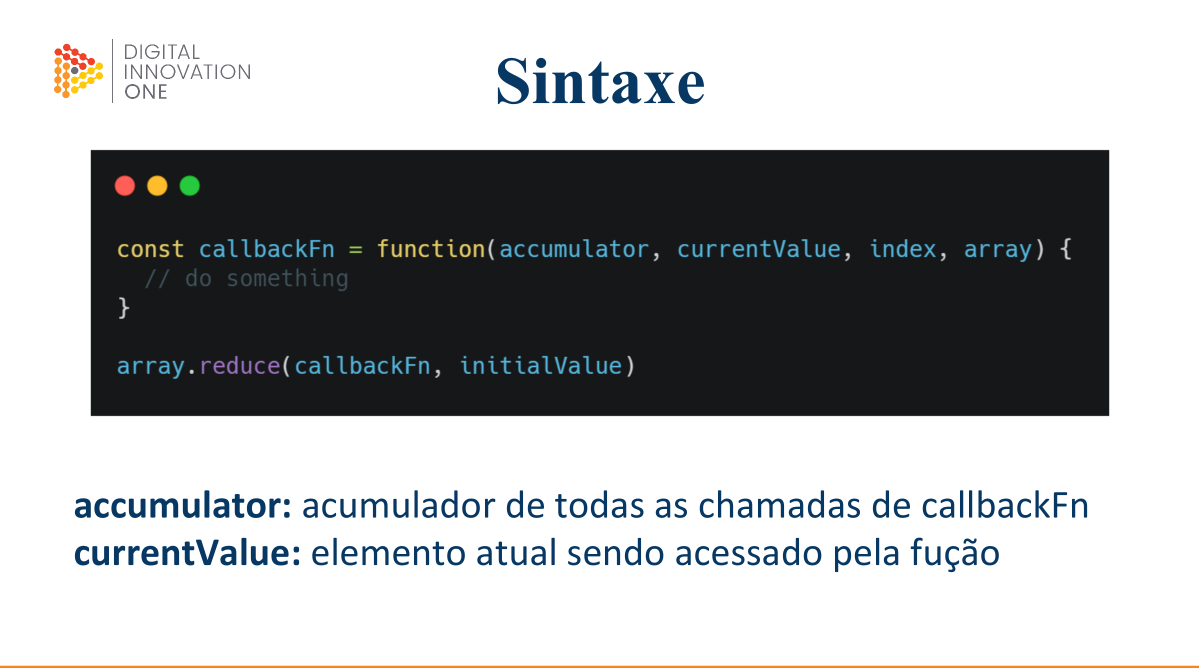 DIGITAL
INNOVATION
ONE
Sintaxe
const callbackFn = function(accumulator, currentValue, index, array) {
  // do something
}
array.reduce(callbackFn, initialValue)
accumulator: acumulador de todas as chamadas de callbackFn
currentValue: elemento atual sendo acessado pela fução